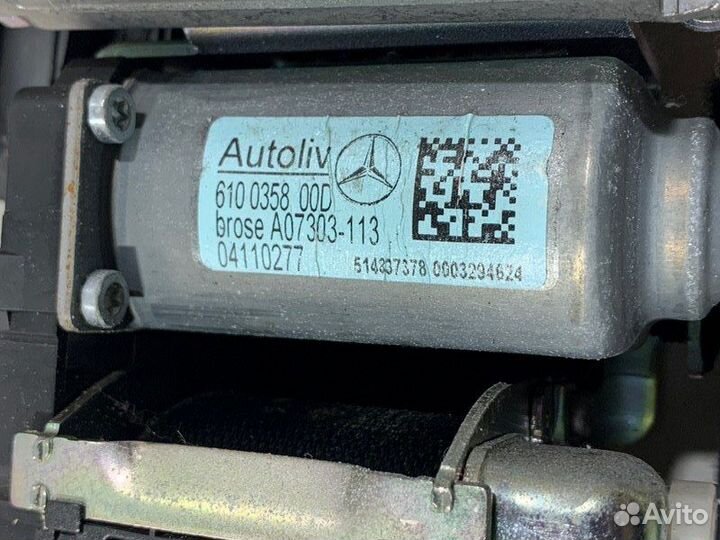 Autoliv
610 0358 00D
brose A07303-113
04110277
514337378 0003294624
Avito